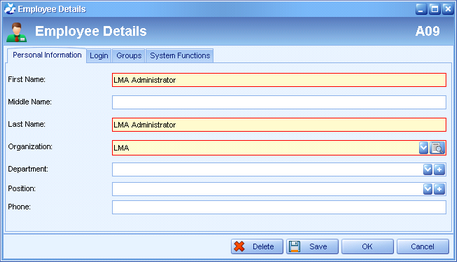 Employee Details
Employee Details A09
Personal Information Login Groups System Functions
First Name: LMA Administrator
Middle Name:
Last Name: LMA Administrator
Organization: LMA
Department:
Position:
Phone:
Delete Save OK Cancel